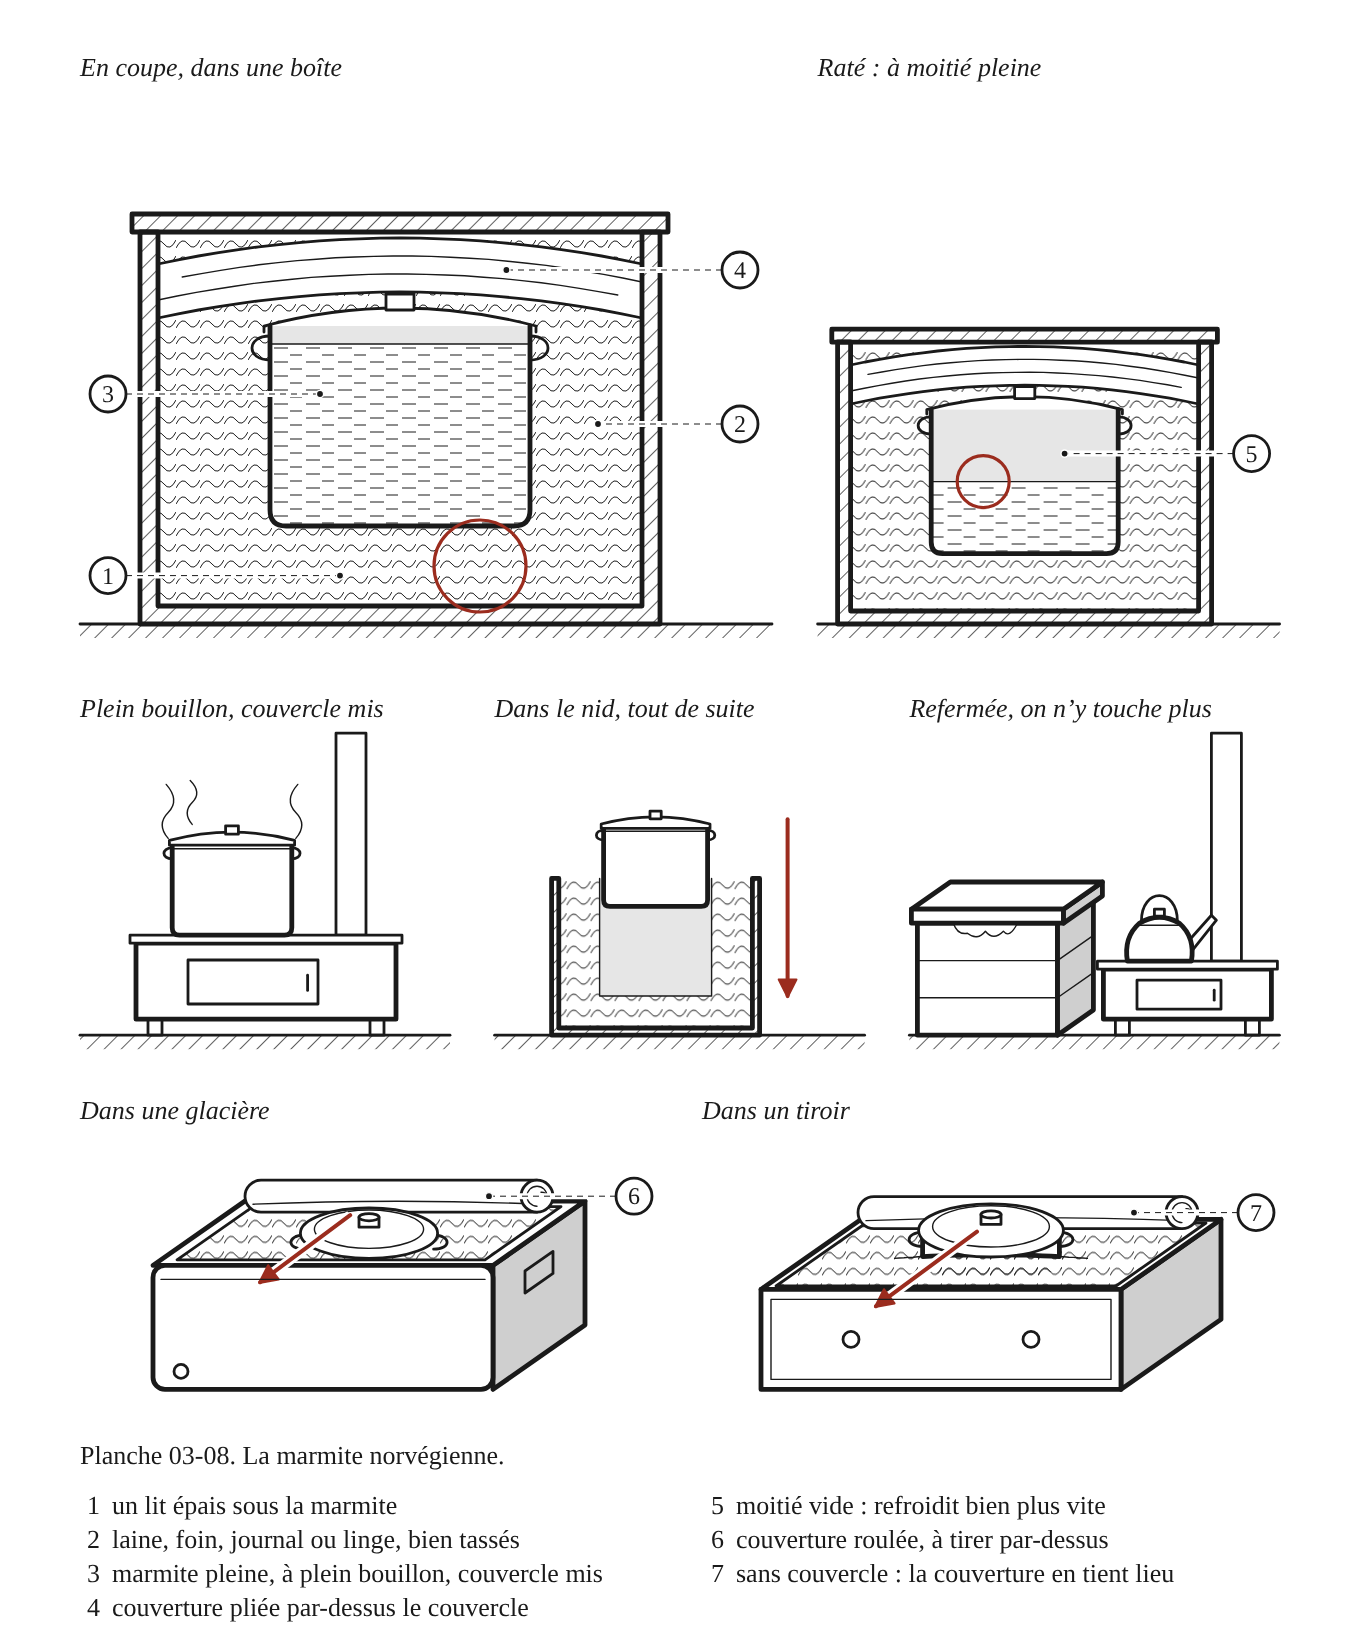 En coupe, dans une boîte
Raté : à moitié pleine
4
3
2
5
1
Plein bouillon, couvercle mis
Dans le nid, tout de suite
Refermée, on n’y touche plus
Dans une glacière
Dans un tiroir
6
7
Planche 03-08. La marmite norvégienne.
1 un lit épais sous la marmite
2 laine, foin, journal ou linge, bien tassés
3 marmite pleine, à plein bouillon, couvercle mis
4 couverture pliée par-dessus le couvercle
5 moitié vide : refroidit bien plus vite
6 couverture roulée, à tirer par-dessus
7 sans couvercle : la couverture en tient lieu